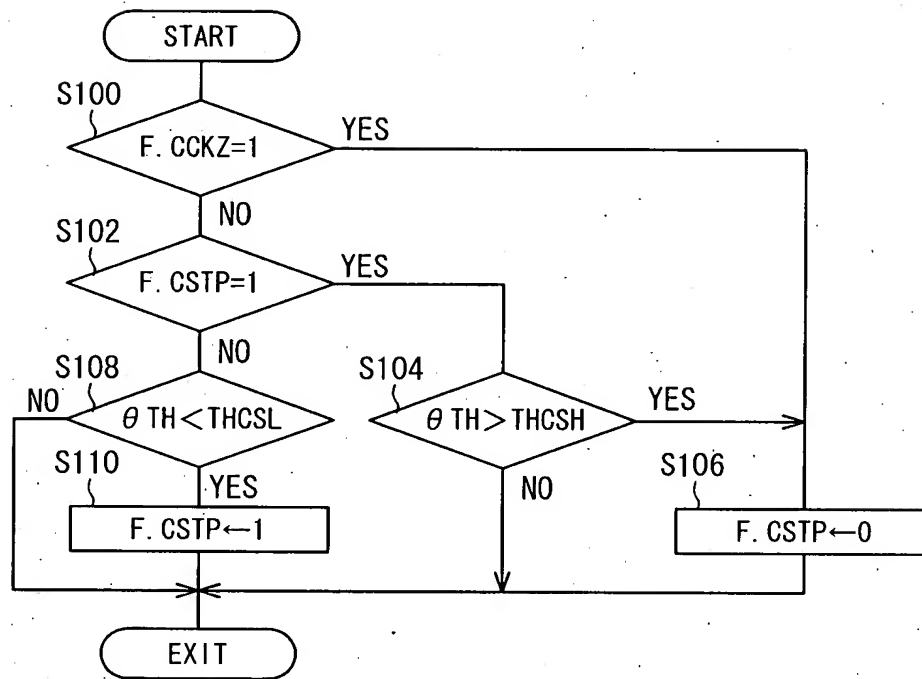 START
S100
F. CCKZ=1
YES
NO
S102
F. CSTP=1
YES
NO
S108
NO
θ TH<THCSL
S104
θ TH>THCSH
YES
S110
YES
NO
S106
F. CSTP←1
F. CSTP←0
EXIT